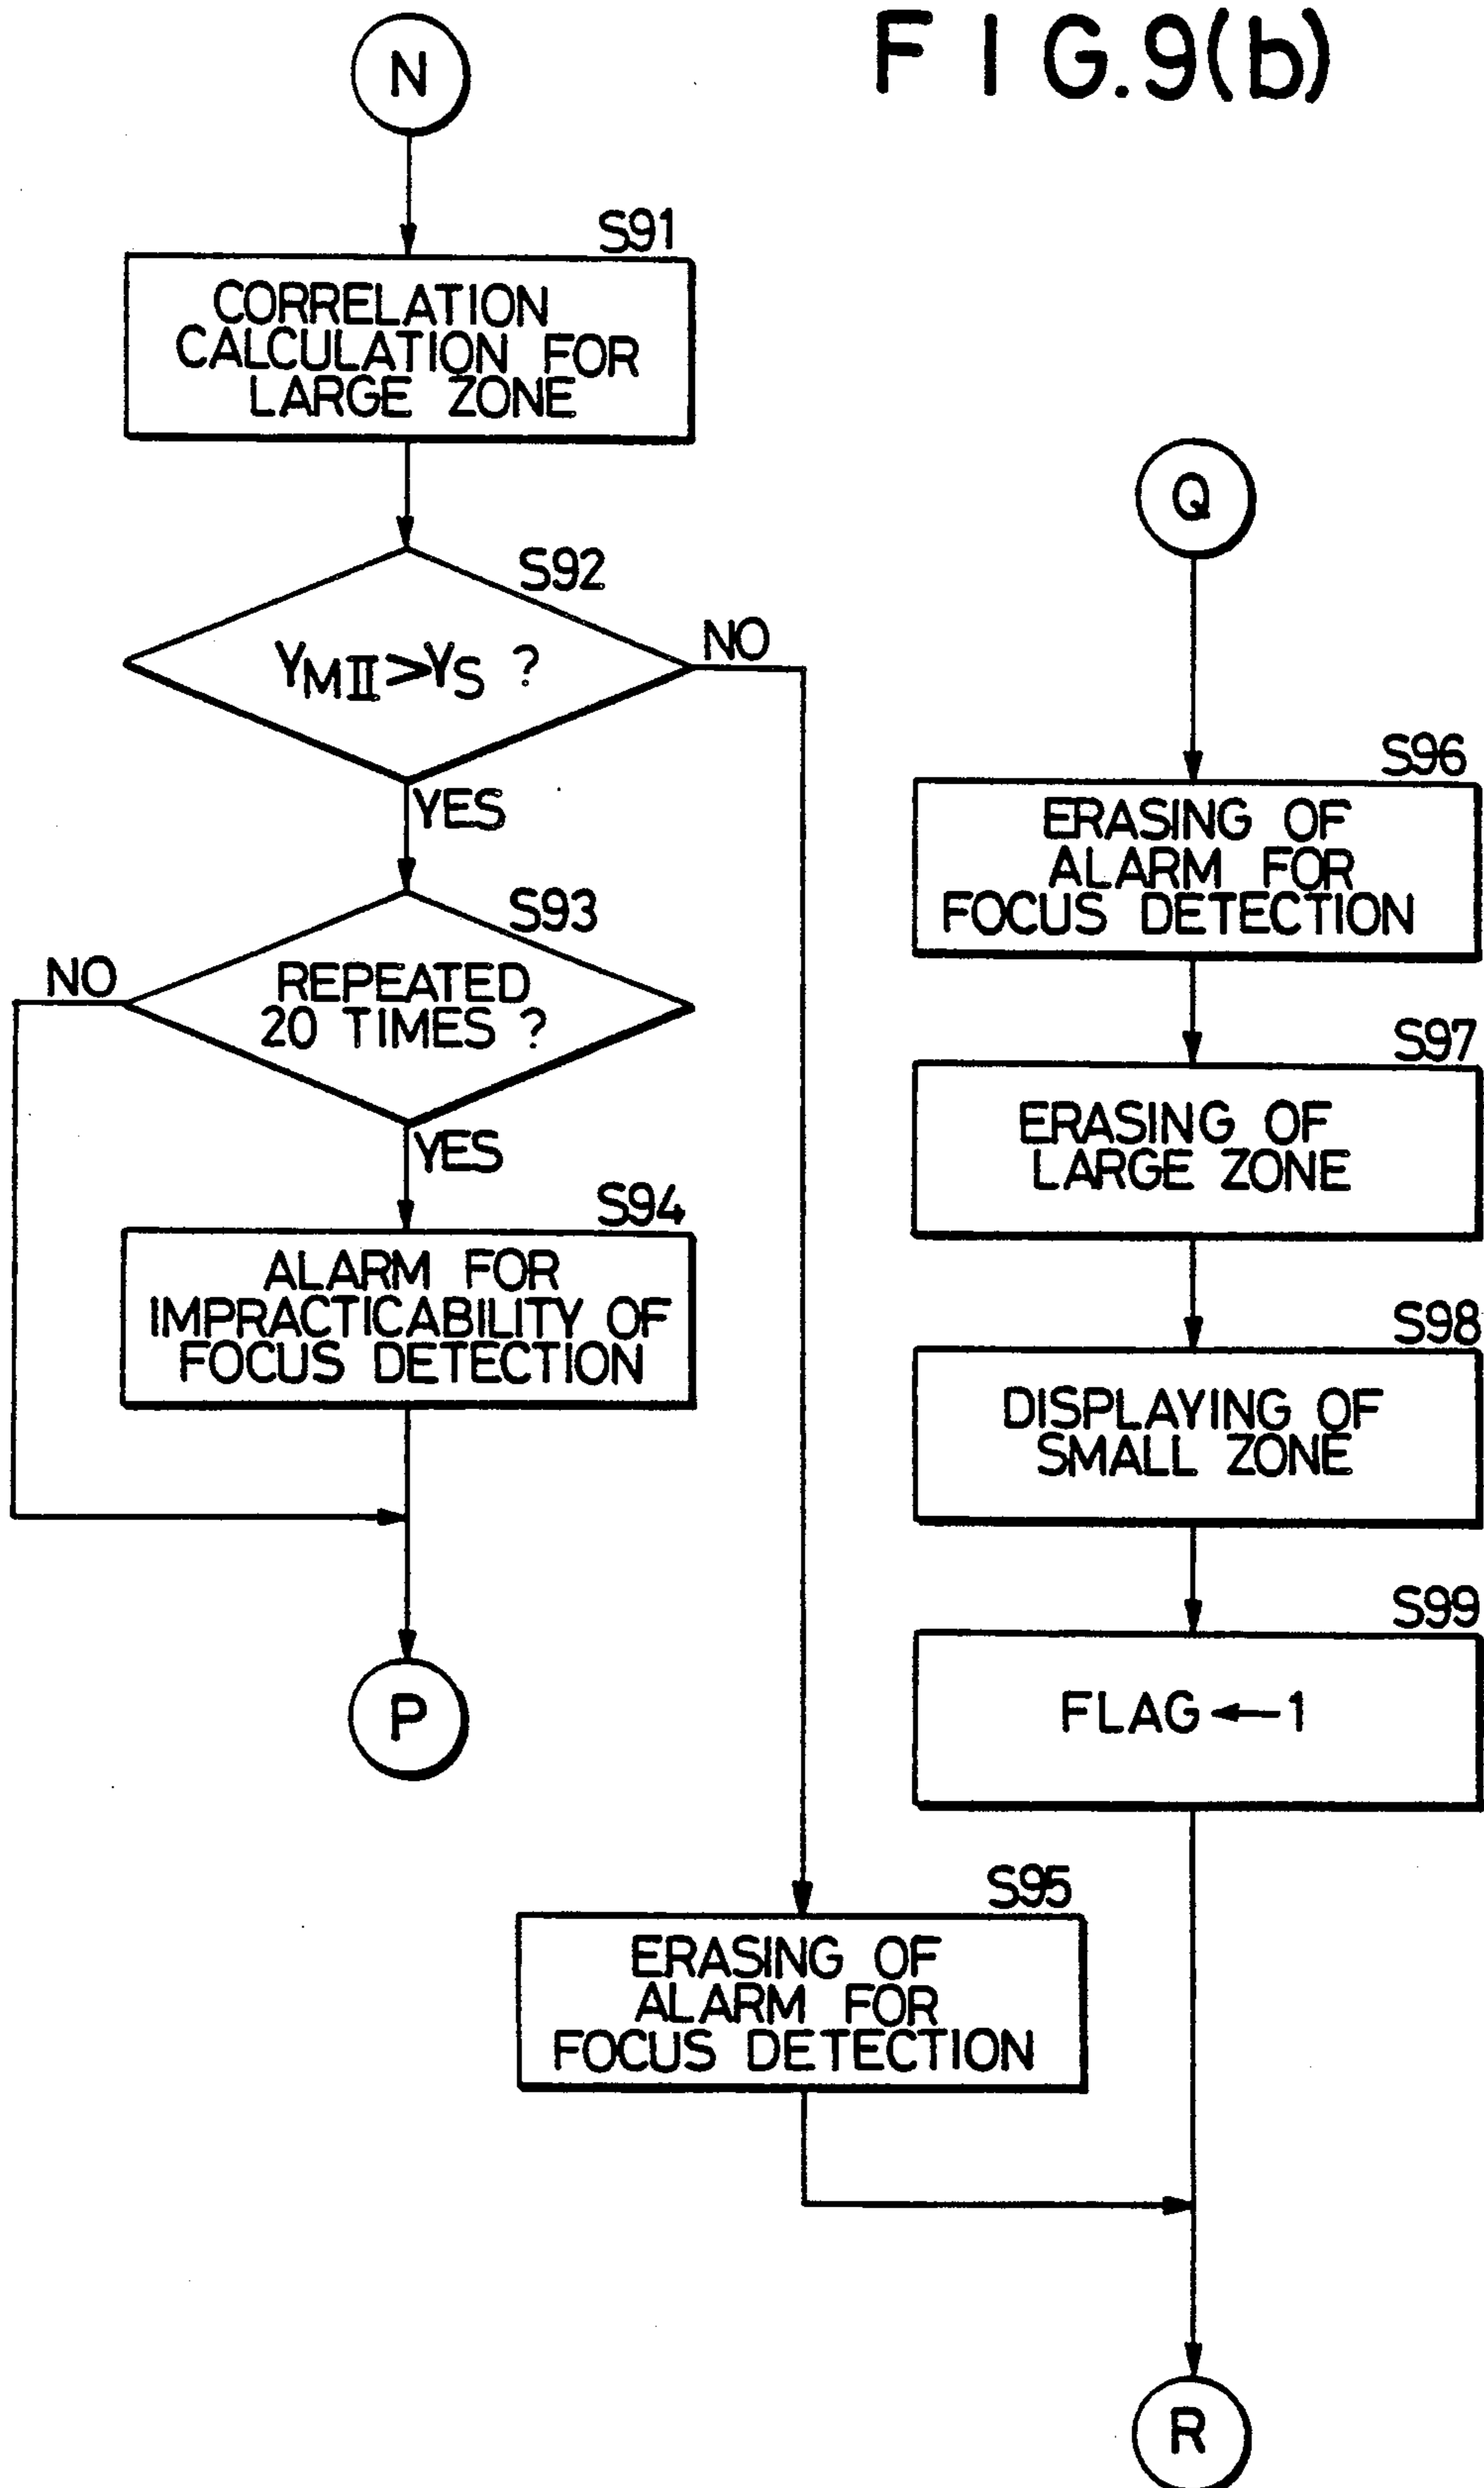 F I G.9(b)
N
S91
CORRELATION
CALCULATION FOR
LARGE ZONE
S92
YMII>YS ?
NO
YES
S93
REPEATED
20 TIMES ?
NO
YES
S94
ALARM FOR
IMPRACTICABILITY OF
FOCUS DETECTION
P
S95
ERASING OF
ALARM FOR
FOCUS DETECTION
Q
S96
ERASING OF
ALARM FOR
FOCUS DETECTION
S97
ERASING OF
LARGE ZONE
S98
DISPLAYING OF
SMALL ZONE
S99
FLAG ← 1
R